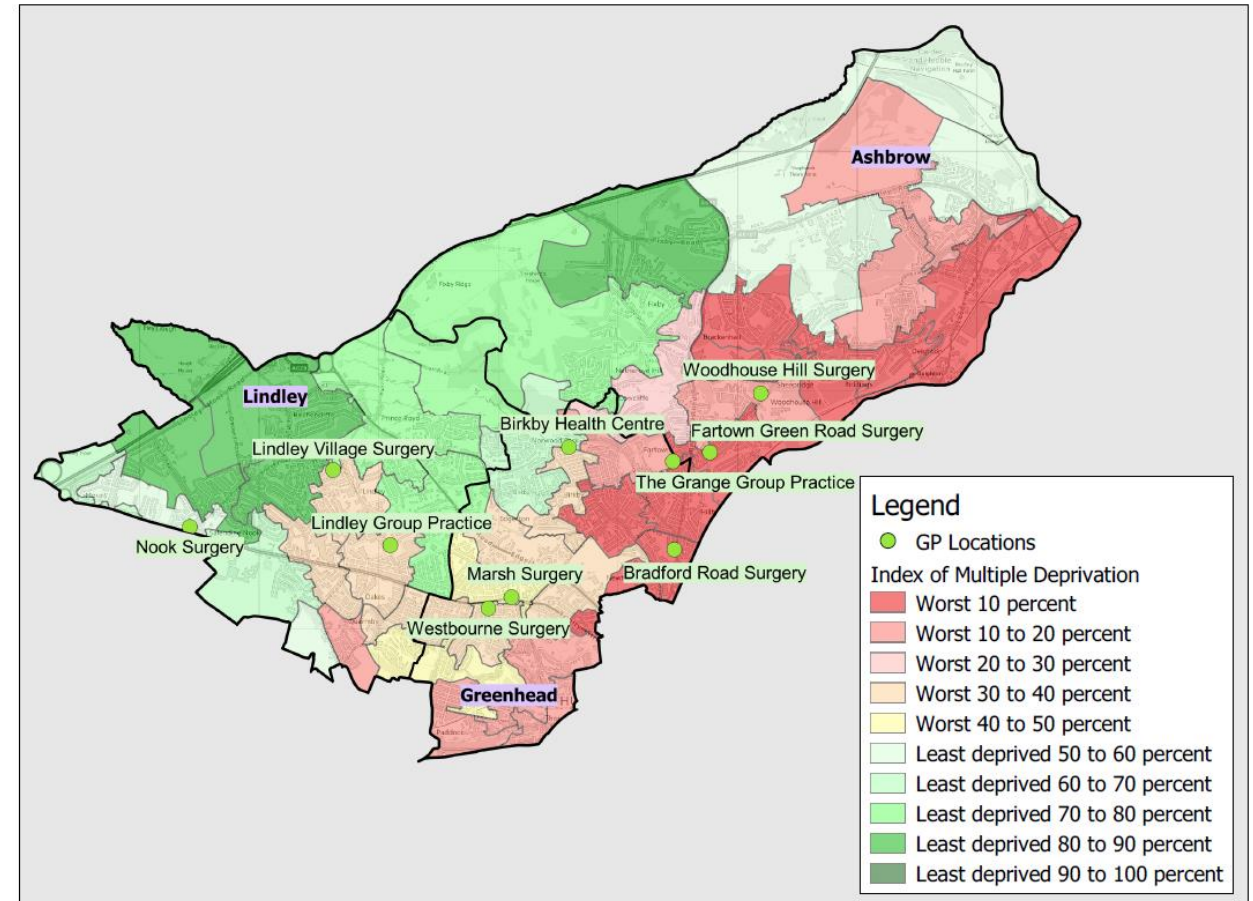 Ashbrow
Lindley
Woodhouse Hill Surgery
Birkby Health Centre
Fartown Green Road Surgery
Lindley Village Surgery
The Grange Group Practice
Lindley Group Practice
Nook Surgery
Marsh Surgery
Bradford Road Surgery
Westbourne Surgery
Greenhead
Legend
GP Locations
Index of Multiple Deprivation
Worst 10 percent
Worst 10 to 20 percent
Worst 20 to 30 percent
Worst 30 to 40 percent
Worst 40 to 50 percent
Least deprived 50 to 60 percent
Least deprived 60 to 70 percent
Least deprived 70 to 80 percent
Least deprived 80 to 90 percent
Least deprived 90 to 100 percent